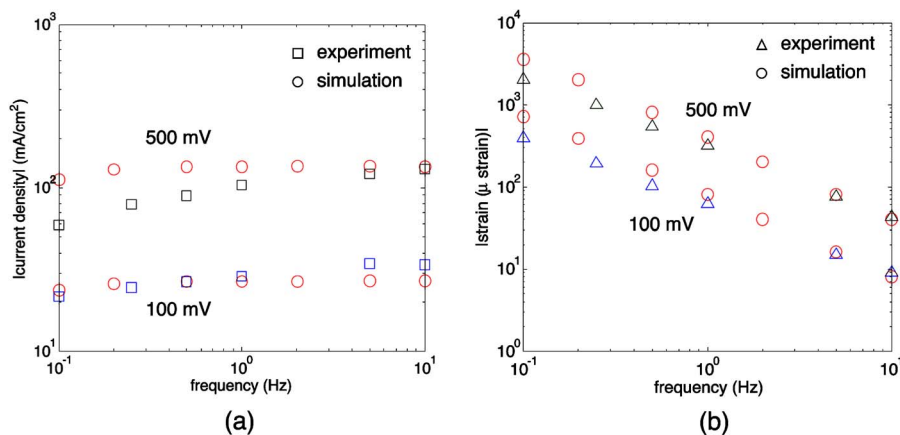 10³
10²
10¹
10⁻¹
10⁰
10¹
|current density| (mA/cm²)
frequency (Hz)
experiment
simulation
500 mV
100 mV
(a)
10⁴
10³
10²
10¹
10⁰
10⁻¹
10⁰
10¹
|strain (μ strain)|
frequency (Hz)
experiment
simulation
500 mV
100 mV
(b)